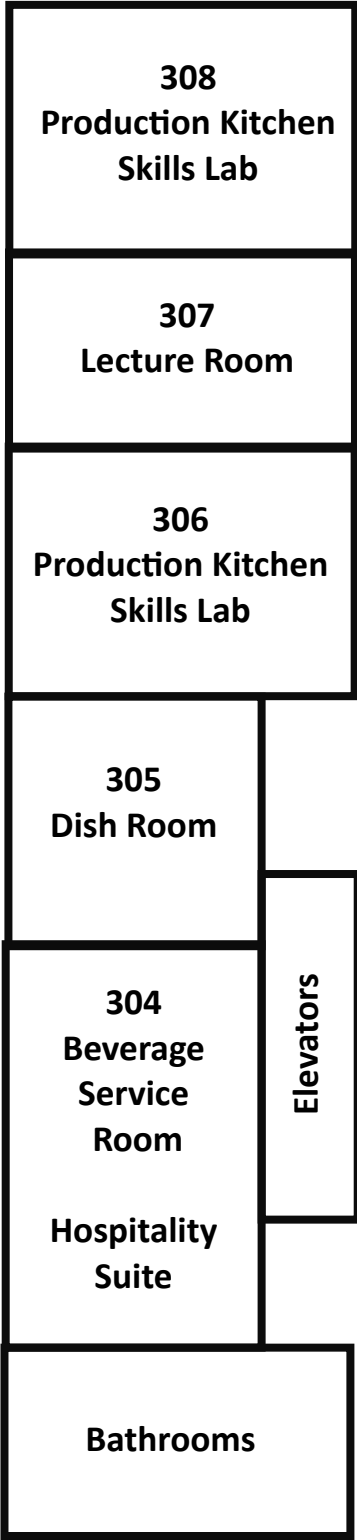 308
Production Kitchen
Skills Lab
307
Lecture Room
306
Production Kitchen
Skills Lab
305
Dish Room
304
Beverage
Service
Room
Hospitality
Suite
Elevators
Bathrooms